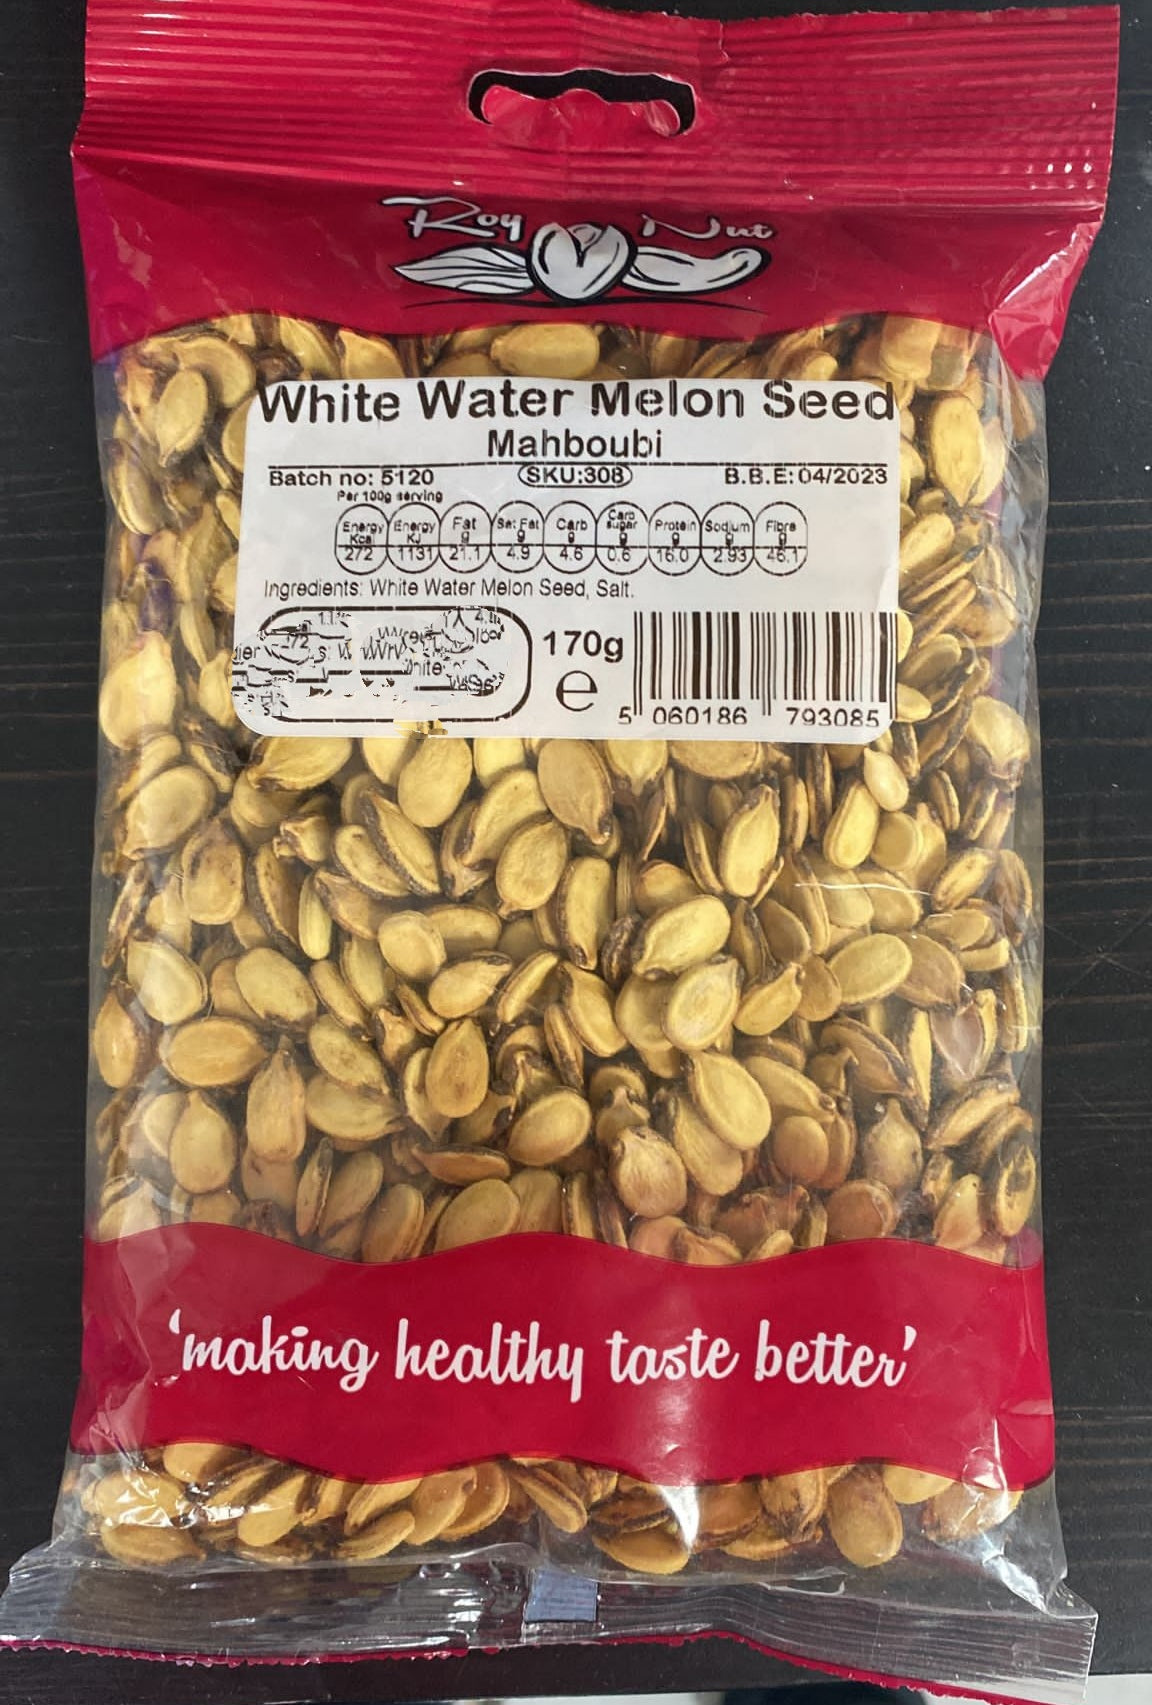 Roy Nut
White Water Melon Seed
Mahboubi
Batch no: 5120 SKU:308 B.B.E: 04/2023
Per 100g serving
Energy Kcal Energy KJ Fat g Sat Fat g Carb g Carb sugar g Protein g Sodium g Fibre g
272 1131 21.1 4.9 4.6 0.6 16.0 2.93 46.1
Ingredients: White Water Melon Seed, Salt.
170g
e
5 060186 793085
'making healthy taste better'